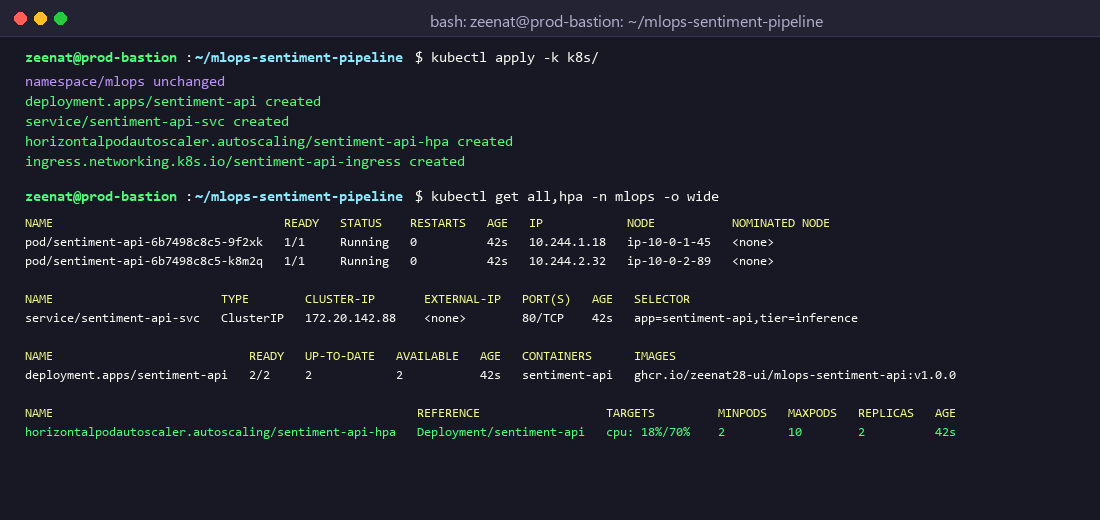 bash: zeenat@prod-bastion: ~/mlops-sentiment-pipeline
zeenat@prod-bastion :~/mlops-sentiment-pipeline $ kubectl apply -k k8s/
namespace/mlops unchanged
deployment.apps/sentiment-api created
service/sentiment-api-svc created
horizontalpodautoscaler.autoscaling/sentiment-api-hpa created
ingress.networking.k8s.io/sentiment-api-ingress created
zeenat@prod-bastion :~/mlops-sentiment-pipeline $ kubectl get all,hpa -n mlops -o wide
NAME READY STATUS RESTARTS AGE IP NODE NOMINATED NODE
pod/sentiment-api-6b7498c8c5-9f2xk 1/1 Running 0 42s 10.244.1.18 ip-10-0-1-45 <none>
pod/sentiment-api-6b7498c8c5-k8m2q 1/1 Running 0 42s 10.244.2.32 ip-10-0-2-89 <none>
NAME TYPE CLUSTER-IP EXTERNAL-IP PORT(S) AGE SELECTOR
service/sentiment-api-svc ClusterIP 172.20.142.88 <none> 80/TCP 42s app=sentiment-api,tier=inference
NAME READY UP-TO-DATE AVAILABLE AGE CONTAINERS IMAGES
deployment.apps/sentiment-api 2/2 2 2 42s sentiment-api ghcr.io/zeenat28-ui/mlops-sentiment-api:v1.0.0
NAME REFERENCE TARGETS MINPODS MAXPODS REPLICAS AGE
horizontalpodautoscaler.autoscaling/sentiment-api-hpa Deployment/sentiment-api cpu: 18%/70% 2 10 2 42s